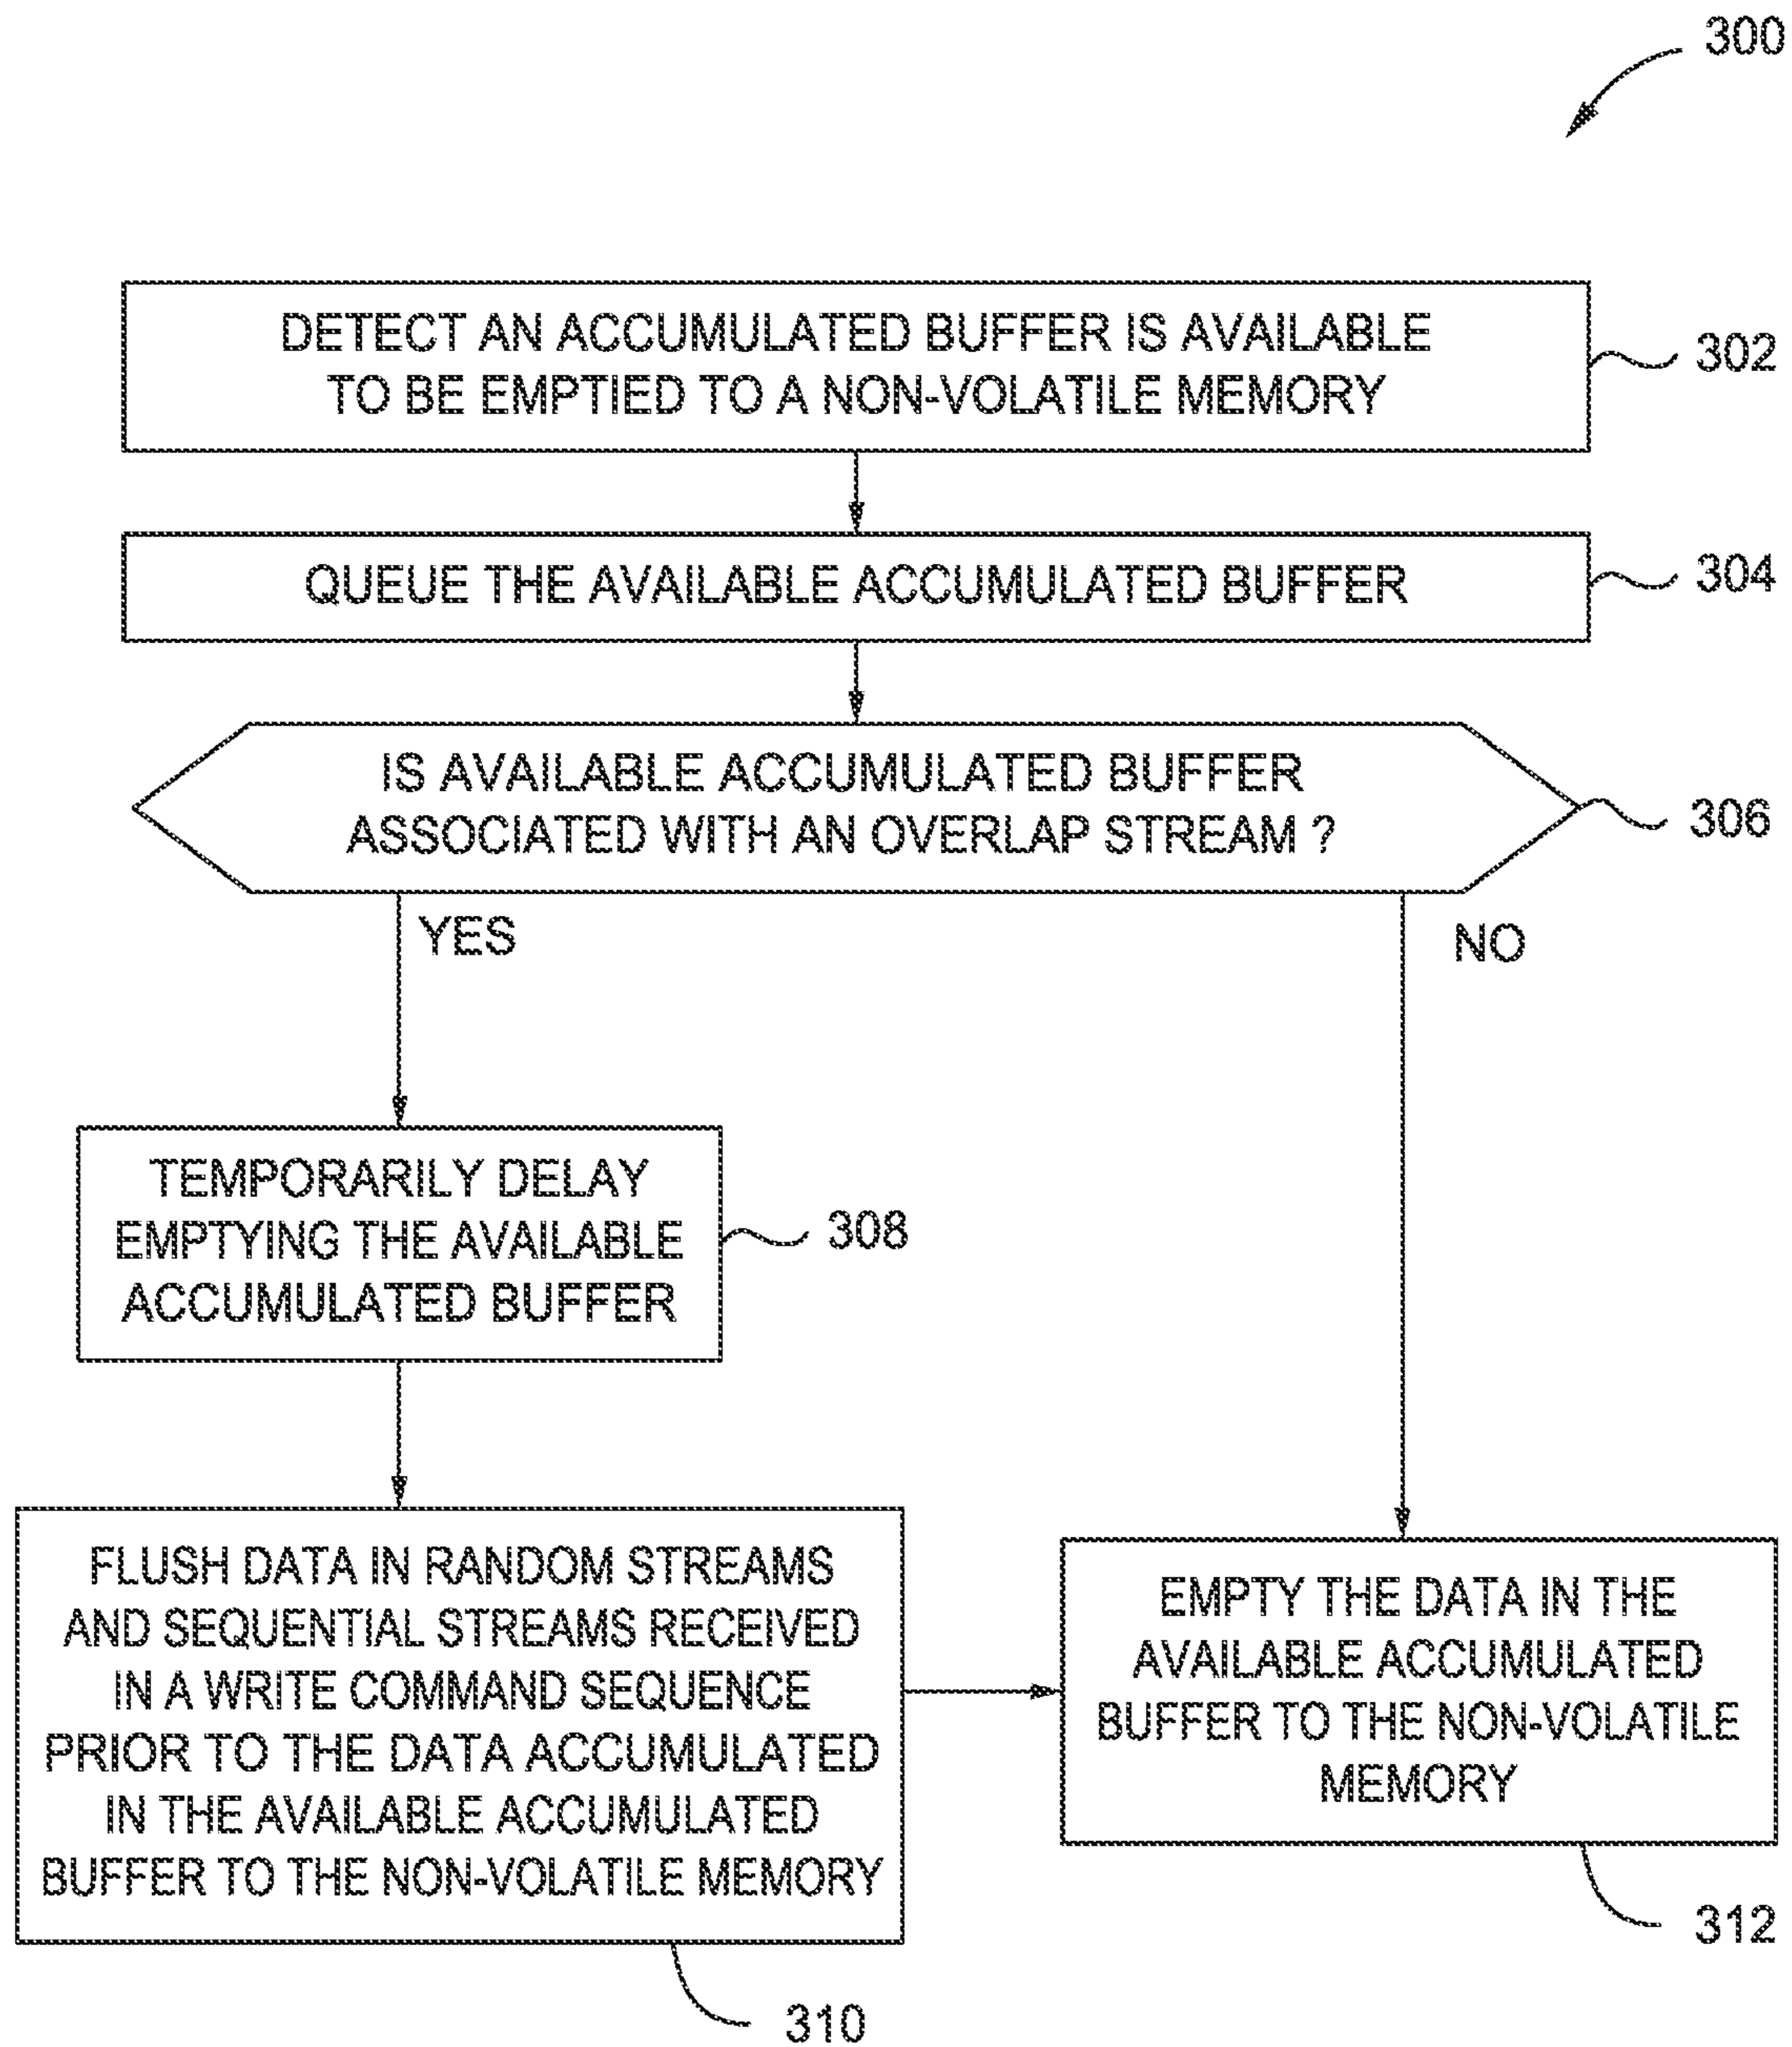 300
DETECT AN ACCUMULATED BUFFER IS AVAILABLE
TO BE EMPTIED TO A NON-VOLATILE MEMORY
302
QUEUE THE AVAILABLE ACCUMULATED BUFFER
304
IS AVAILABLE ACCUMULATED BUFFER
ASSOCIATED WITH AN OVERLAP STREAM ?
306
YES
NO
TEMPORARILY DELAY
EMPTYING THE AVAILABLE
ACCUMULATED BUFFER
308
FLUSH DATA IN RANDOM STREAMS
AND SEQUENTIAL STREAMS RECEIVED
IN A WRITE COMMAND SEQUENCE
PRIOR TO THE DATA ACCUMULATED
IN THE AVAILABLE ACCUMULATED
BUFFER TO THE NON-VOLATILE MEMORY
310
EMPTY THE DATA IN THE
AVAILABLE ACCUMULATED
BUFFER TO THE NON-VOLATILE
MEMORY
312